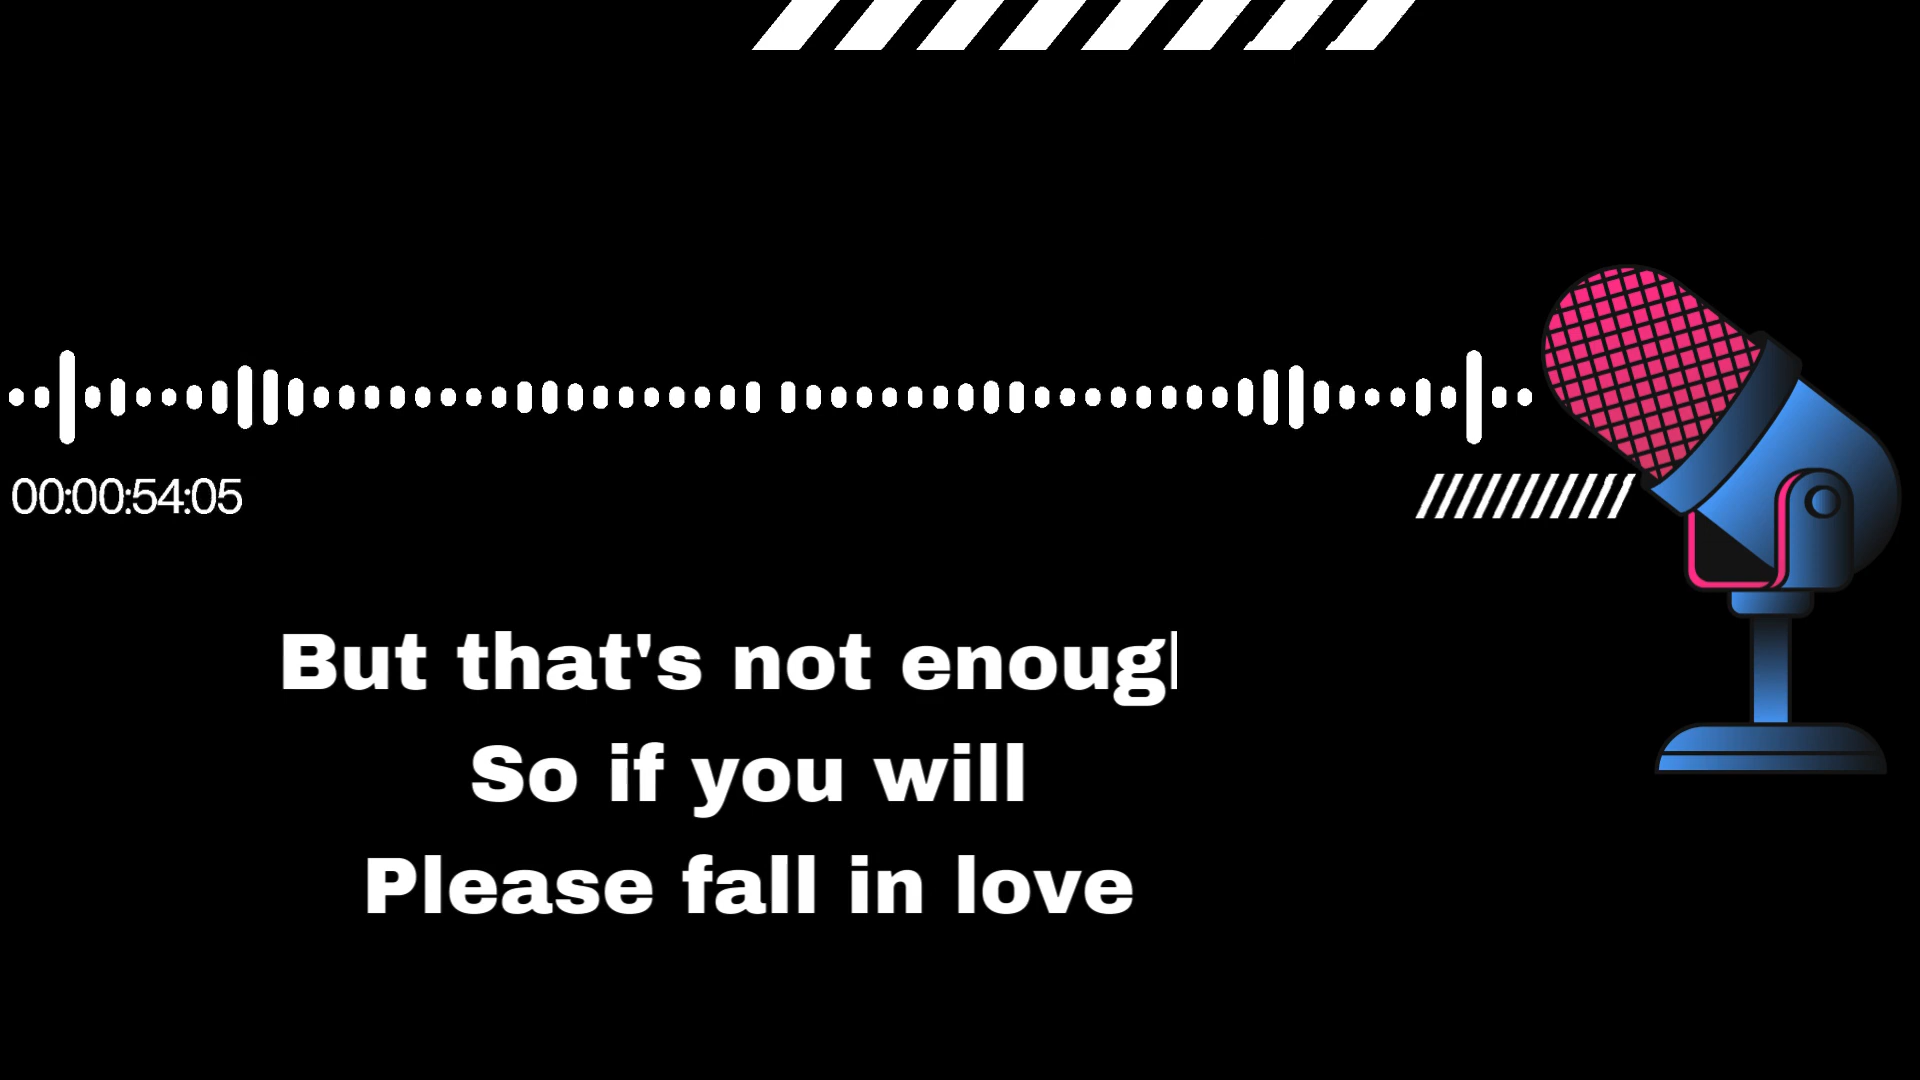 00:00:54:05
But that's not enoug
So if you will
Please fall in love